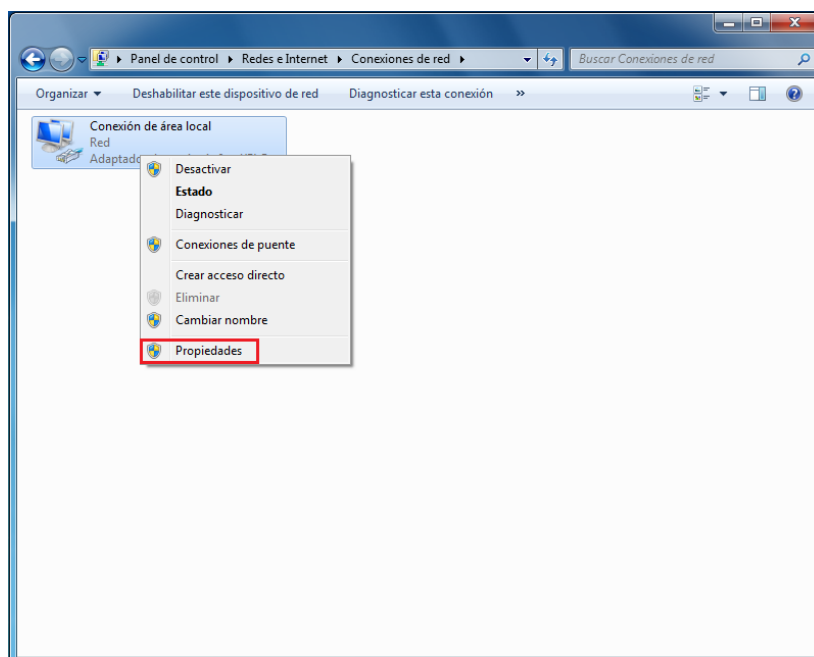 Panel de control Redes e Internet Conexiones de red Buscar Conexiones de red
Organizar Deshabilitar este dispositivo de red Diagnosticar esta conexión »
Conexión de área local
Red
Desactivar
Estado
Diagnosticar
Conexiones de puente
Crear acceso directo
Eliminar
Cambiar nombre
Propiedades